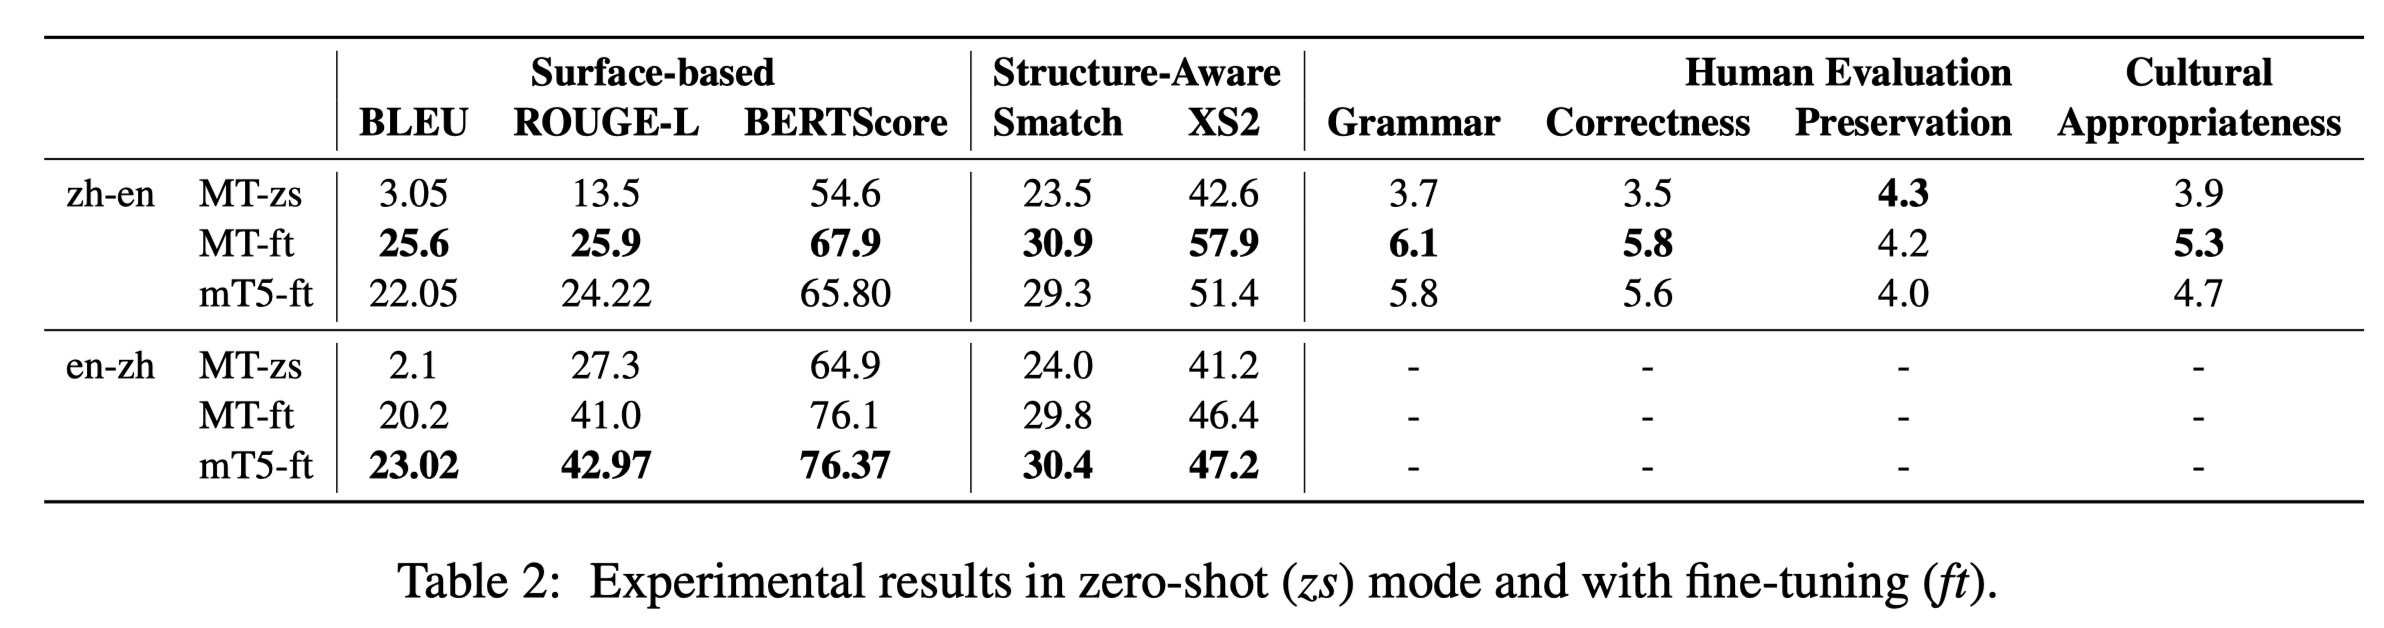 Surface-based Structure-Aware Human Evaluation Cultural
BLEU ROUGE-L BERTScore Smatch XS2 Grammar Correctness Preservation Appropriateness
zh-en MT-zs 3.05 13.5 54.6 23.5 42.6 3.7 3.5 4.3 3.9
MT-ft 25.6 25.9 67.9 30.9 57.9 6.1 5.8 4.2 5.3
mT5-ft 22.05 24.22 65.80 29.3 51.4 5.8 5.6 4.0 4.7
en-zh MT-zs 2.1 27.3 64.9 24.0 41.2 - - - -
MT-ft 20.2 41.0 76.1 29.8 46.4 - - - -
mT5-ft 23.02 42.97 76.37 30.4 47.2 - - - -
Table 2: Experimental results in zero-shot (zs) mode and with fine-tuning (ft).